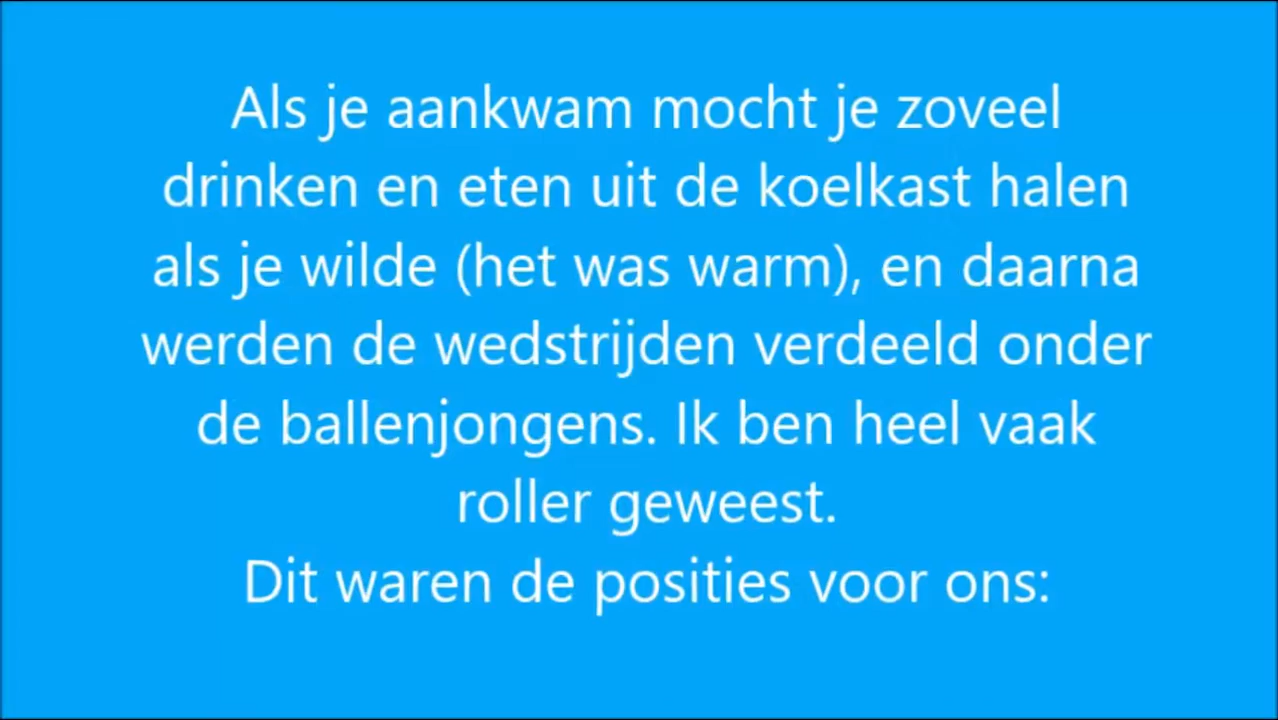 Als je aankwam mocht je zoveel
drinken en eten uit de koelkast halen
als je wilde (het was warm), en daarna
werden de wedstrijden verdeeld onder
de ballenjongens. Ik ben heel vaak
roller geweest.
Dit waren de posities voor ons: